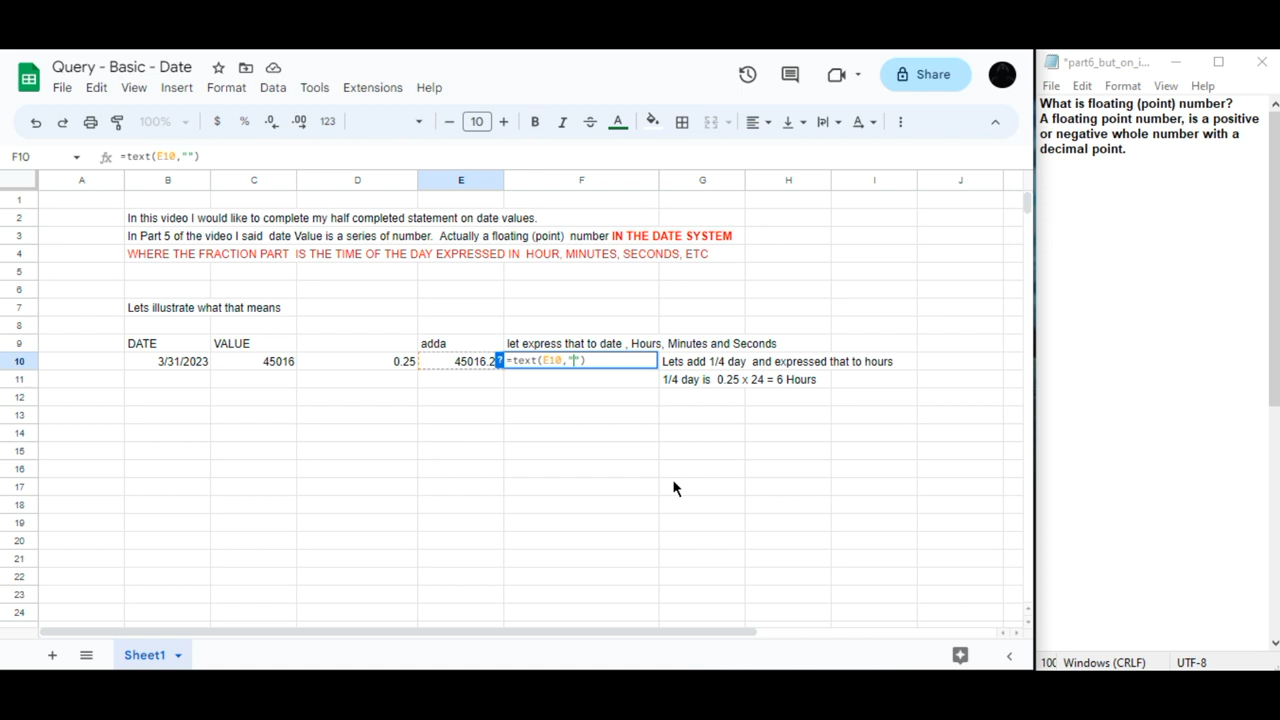 Query - Basic - Date
File Edit View Insert Format Data Tools Extensions Help
Share
100% $ % .0 .00 123 10 B I A
F10 fx =text(E10,"")
A B C D E F G H I J
1
2 In this video I would like to complete my half completed statement on date values.
3 In Part 5 of the video I said date Value is a series of number. Actually a floating (point) number IN THE DATE SYSTEM
4 WHERE THE FRACTION PART IS THE TIME OF THE DAY EXPRESSED IN HOUR, MINUTES, SECONDS, ETC
5
6
7 Lets illustrate what that means
8
9 DATE VALUE adda let express that to date , Hours, Minutes and Seconds
10 3/31/2023 45016 0.25 45016.2 ? =text(E10,"") Lets add 1/4 day and expressed that to hours
11 1/4 day is 0.25 x 24 = 6 Hours
12
13
14
15
16
17
18
19
20
21
22
23
24
Sheet1
*part6_but_on_i...
File Edit Format View Help
What is floating (point) number?
A floating point number, is a positive
or negative whole number with a
decimal point.
Windows (CRLF) UTF-8